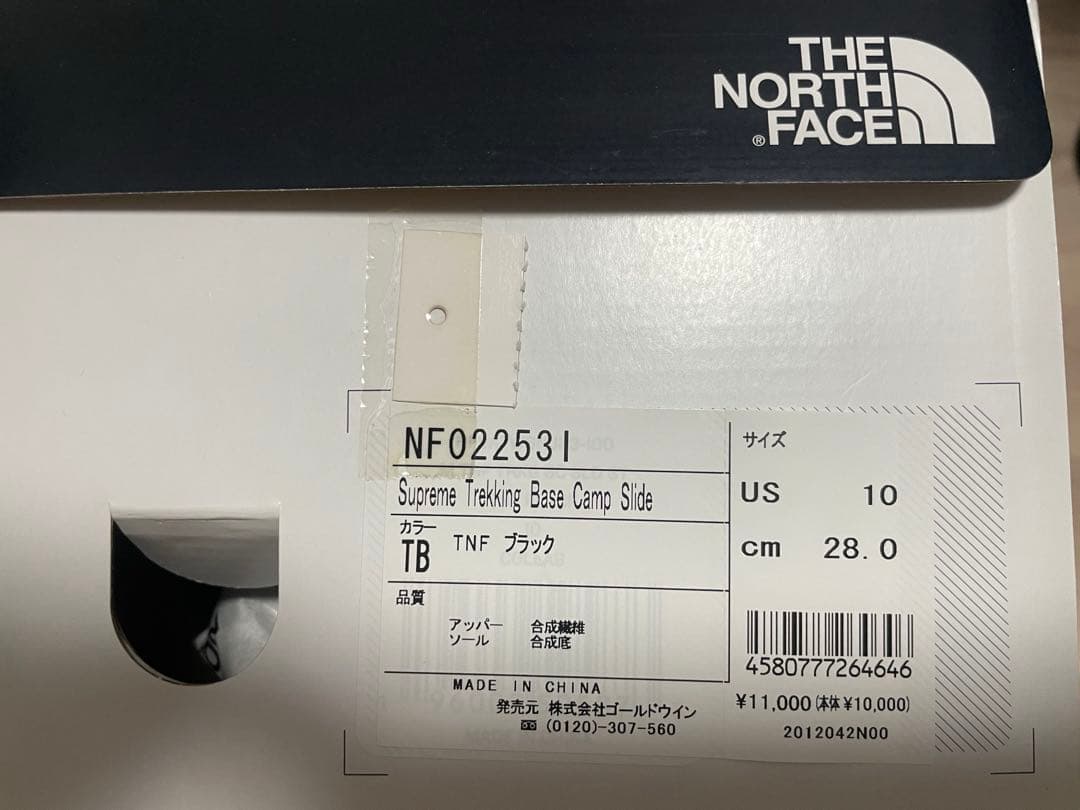 THE
NORTH
FACE
®
NF02253I
Supreme Trekking Base Camp Slide
カラー
TB TNF ブラック
品質
アッパー 合成繊維
ソール 合成底
MADE IN CHINA
発売元 株式会社ゴールドウイン
(0120)-307-560
サイズ
US 10
cm 28.0
4580777264646
¥11,000(本体¥10,000)
2012042N00